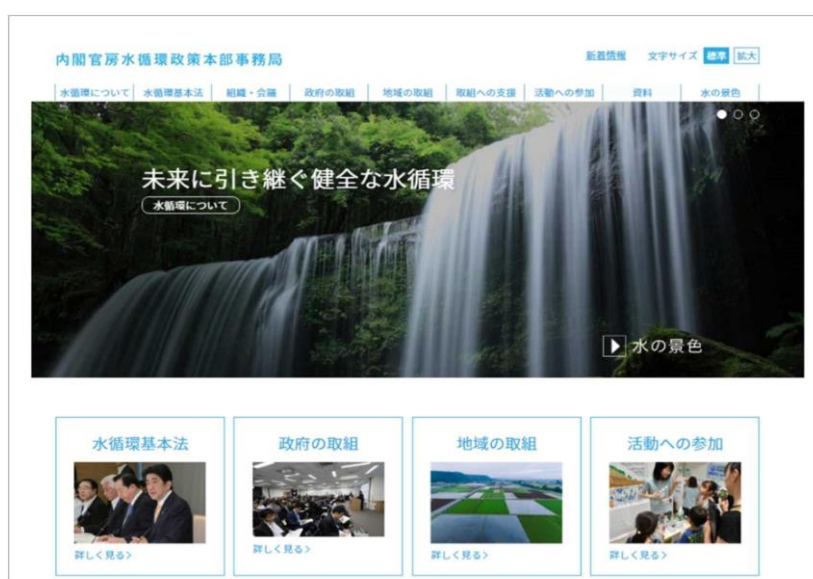 内閣官房水循環政策本部事務局
新着情報 文字サイズ 標準 拡大
水循環について 水循環基本法 組織・会議 政府の取組 地域の取組 取組への支援 活動への参加 資料 水の景色
未来に引き継ぐ健全な水循環
水循環について
水の景色
水循環基本法 政府の取組 地域の取組 活動への参加
詳しく見る> 詳しく見る> 詳しく見る> 詳しく見る>